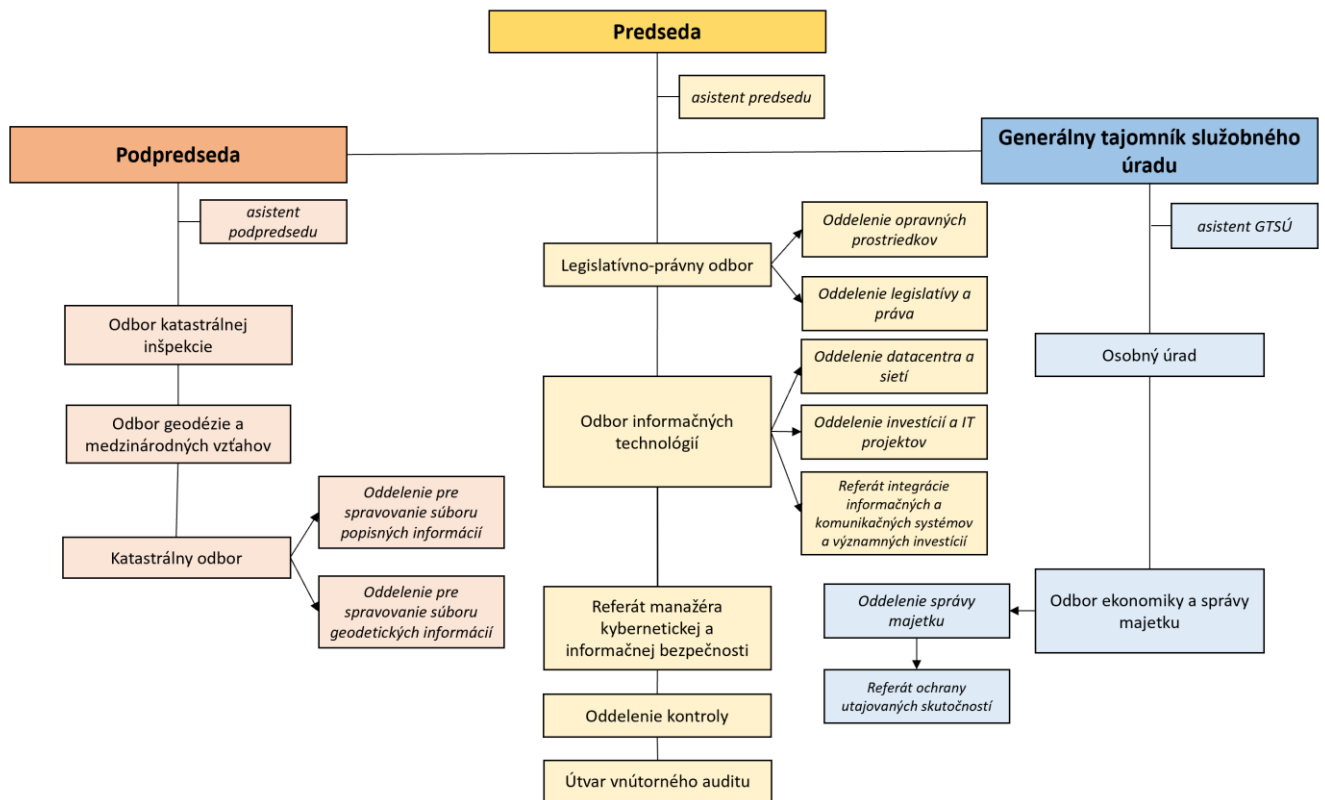 Predseda
asistent predsedu
Podpredseda
Generálny tajomník služobného
úradu
asistent
podpredsedu
asistent GTSÚ
Legislatívno-právny odbor
Oddelenie opravných
prostriedkov
Oddelenie legislatívy a
práva
Odbor katastrálnej
inšpekcie
Osobný úrad
Odbor informačných
technológií
Oddelenie datacentra a
sietí
Oddelenie investícií a IT
projektov
Referát integrácie
informačných a
komunikačných systémov
a významných investícií
Odbor geodézie a
medzinárodných vzťahov
Katastrálny odbor
Oddelenie pre
spravovanie súboru
popisných informácií
Oddelenie pre
spravovanie súboru
geodetických informácií
Referát manažéra
kybernetickej a
informačnej bezpečnosti
Oddelenie správy
majetku
Odbor ekonomiky a správy
majetku
Referát ochrany
utajovaných skutočností
Oddelenie kontroly
Útvar vnútorného auditu